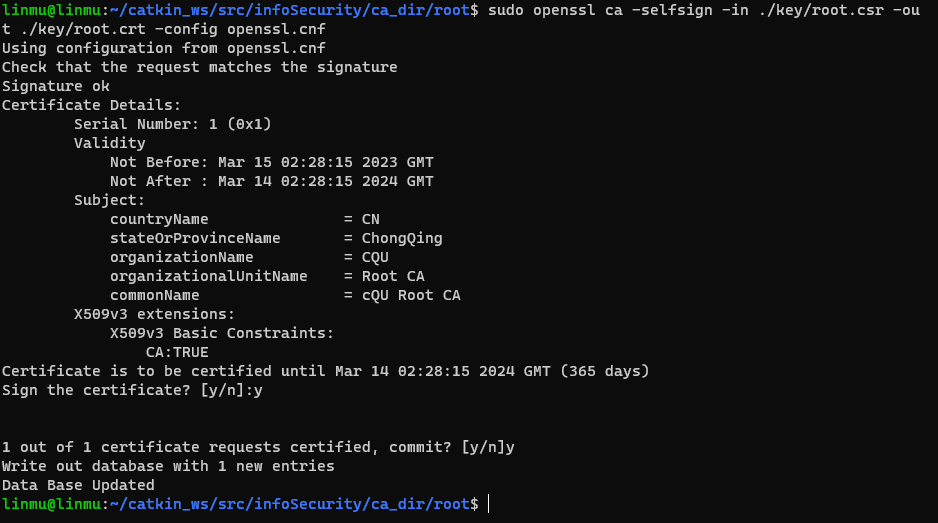 linmu@linmu:~/catkin_ws/src/infoSecurity/ca_dir/root$ sudo openssl ca -selfsign -in ./key/root.csr -ou
t ./key/root.crt -config openssl.cnf
Using configuration from openssl.cnf
Check that the request matches the signature
Signature ok
Certificate Details:
        Serial Number: 1 (0x1)
        Validity
            Not Before: Mar 15 02:28:15 2023 GMT
            Not After : Mar 14 02:28:15 2024 GMT
        Subject:
            countryName               = CN
            stateOrProvinceName       = ChongQing
            organizationName          = CQU
            organizationalUnitName    = Root CA
            commonName                = cQU Root CA
        X509v3 extensions:
            X509v3 Basic Constraints:
                CA:TRUE
Certificate is to be certified until Mar 14 02:28:15 2024 GMT (365 days)
Sign the certificate? [y/n]:y
1 out of 1 certificate requests certified, commit? [y/n]y
Write out database with 1 new entries
Data Base Updated
linmu@linmu:~/catkin_ws/src/infoSecurity/ca_dir/root$